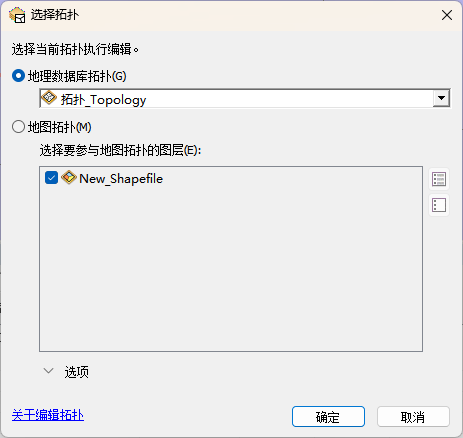 选择拓扑
选择当前拓扑执行编辑。
地理数据库拓扑(G)
拓扑_Topology
地图拓扑(M)
选择要参与地图拓扑的图层(E):
New_Shapefile
选项
关于编辑拓扑
确定
取消